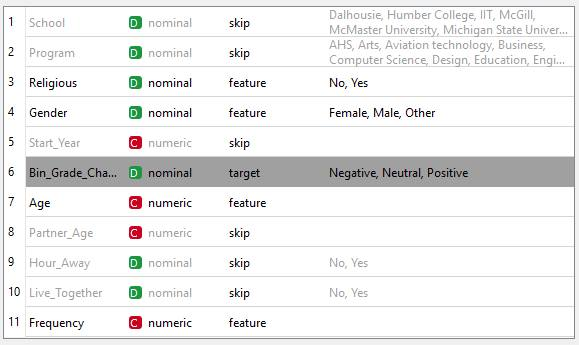 1 School D nominal skip Dalhousie, Humber College, IIT, McGill,
McMaster University, Michigan State Univer...
2 Program D nominal skip AHS, Arts, Aviation technology, Business,
Computer Science, Design, Education, Engi...
3 Religious D nominal feature No, Yes
4 Gender D nominal feature Female, Male, Other
5 Start_Year C numeric skip
6 Bin_Grade_Cha... D nominal target Negative, Neutral, Positive
7 Age C numeric feature
8 Partner_Age C numeric skip
9 Hour_Away D nominal skip No, Yes
10 Live_Together D nominal skip No, Yes
11 Frequency C numeric feature